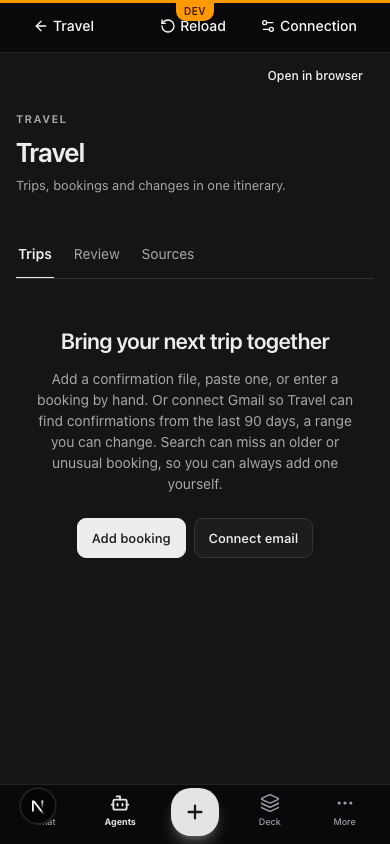 DEV
Travel
Reload
Connection
Open in browser
TRAVEL
Travel
Trips, bookings and changes in one itinerary.
Trips
Review
Sources
Bring your next trip together
Add a confirmation file, paste one, or enter a
booking by hand. Or connect Gmail so Travel can
find confirmations from the last 90 days, a range
you can change. Search can miss an older or
unusual booking, so you can always add one
yourself.
Add booking
Connect email
N
Agents
Deck
More